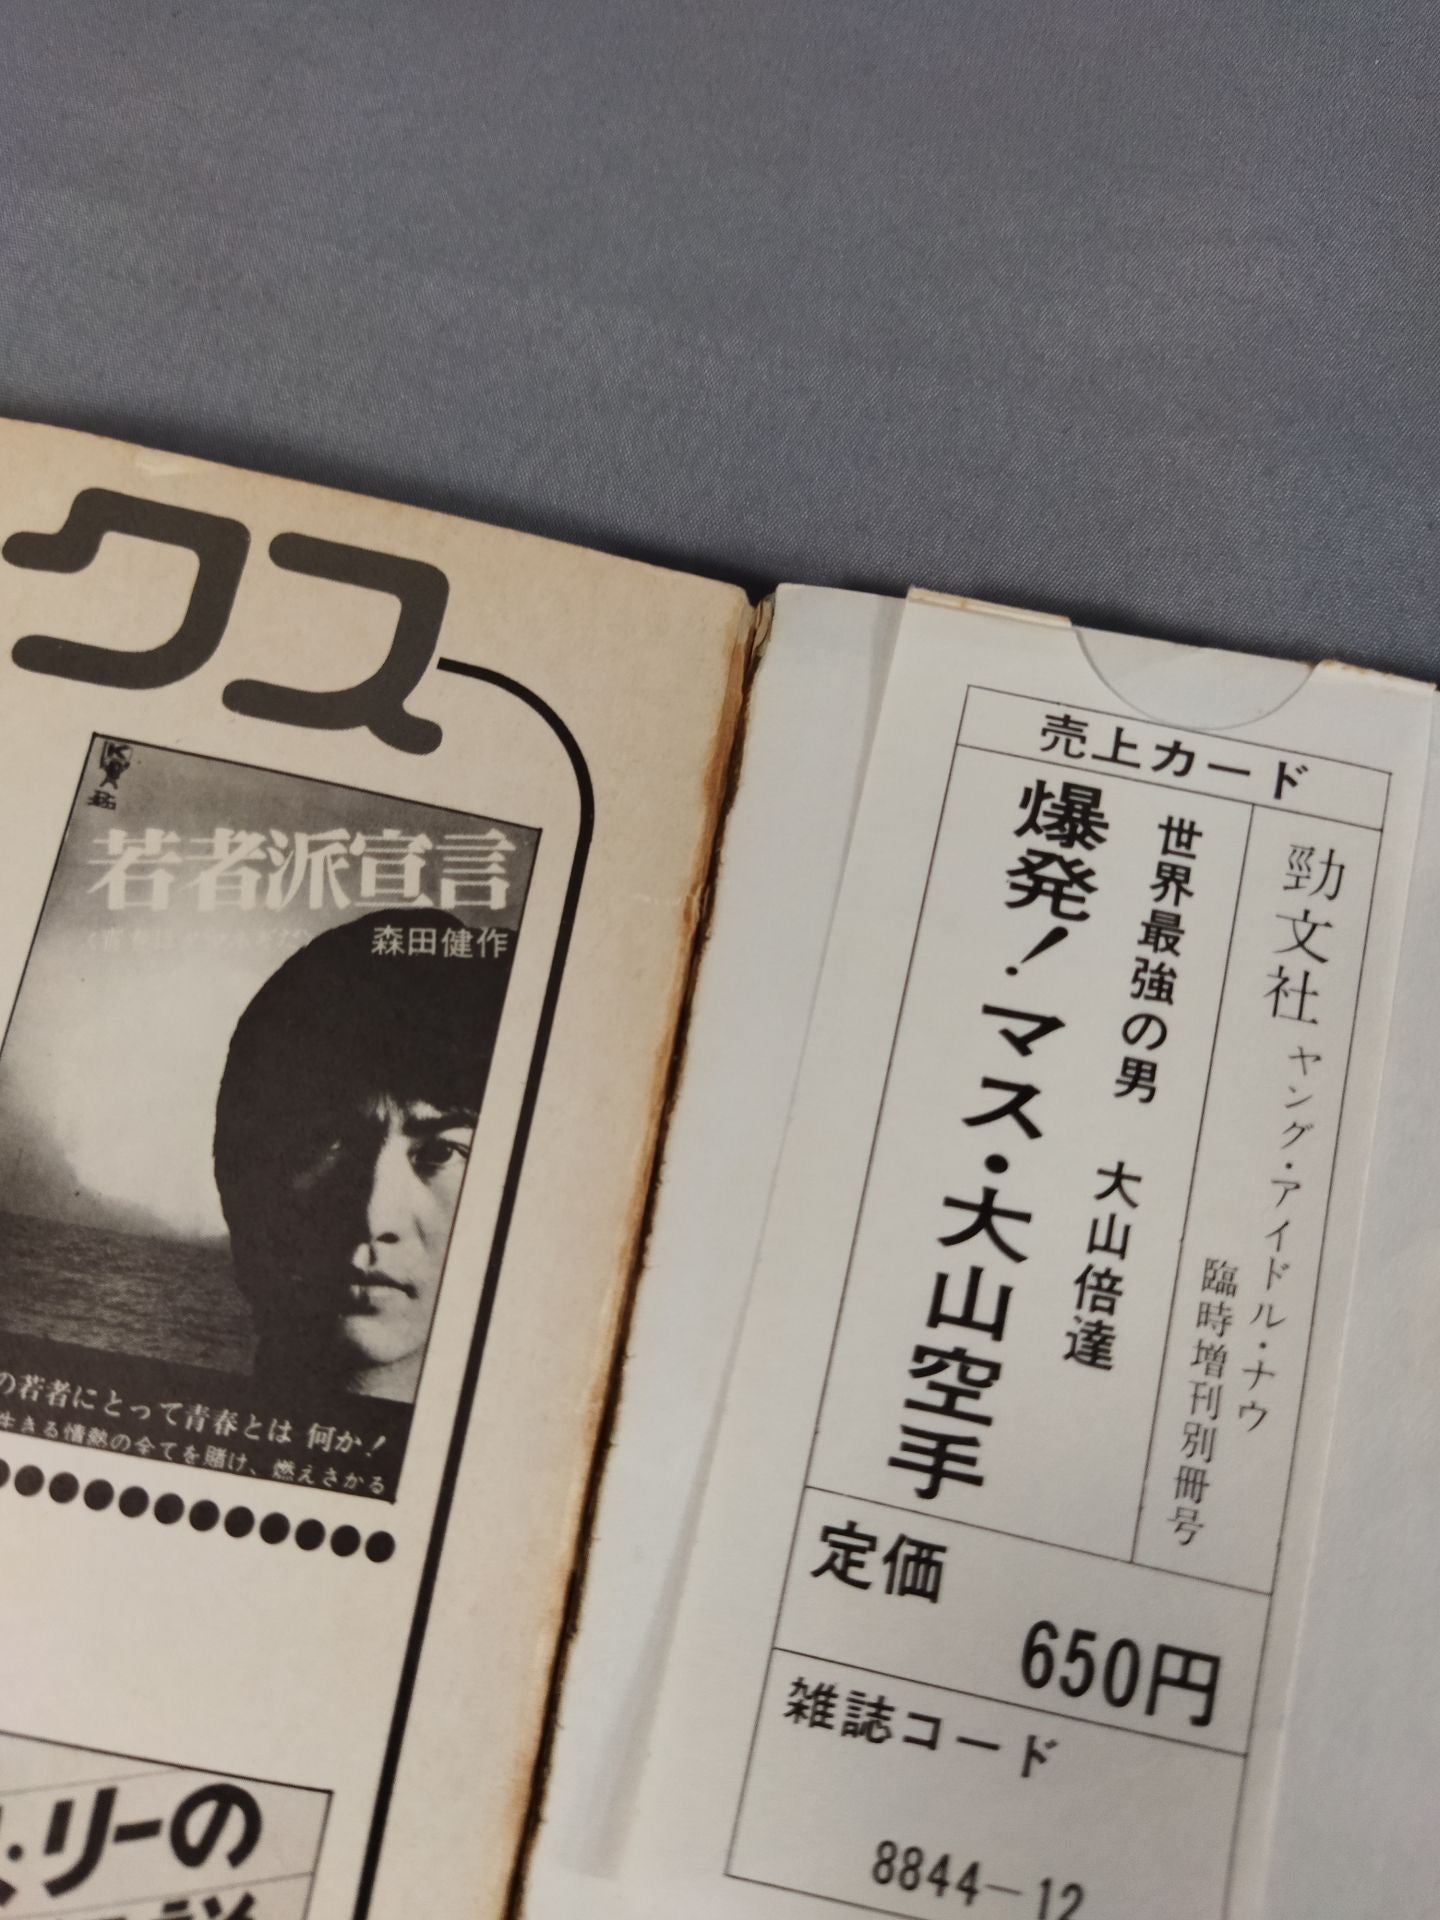 クス
若者派宣言
森田健作
の若者にとって青春とは 何か!
生きる情熱の全てを賭け、燃えさかる
リーの
売上カード
勁文社 ヤング・アイドル・ナウ
臨時増刊別冊号
世界最強の男 大山倍達
爆発!マス・大山空手
定価
650円
雑誌コード
8844-12